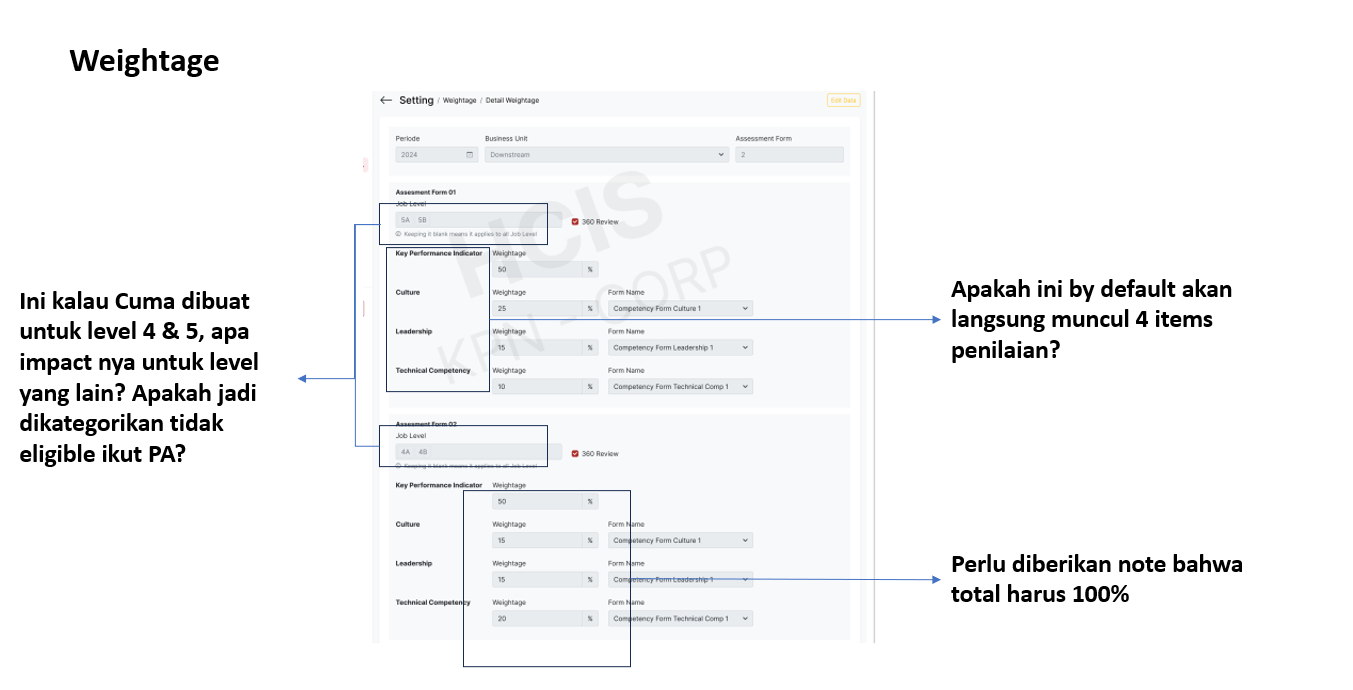 Weightage
Setting / Weightage / Detail Weightage
Edit Data
Periode
Business Unit
Assessment Form
2024
Downstream
2
Assesment Form 01
Job Level
5A 5B
360 Review
Keeping it blank means it applies to all Job Level
Key Performance Indicator
Weightage
50 %
Culture
Weightage
Form Name
25 %
Competency Form Culture 1
Leadership
Weightage
Form Name
15 %
Competency Form Leadership 1
Technical Competency
Weightage
Form Name
10 %
Competency Form Technical Comp 1
Assesment Form 02
Job Level
4A 4B
360 Review
Keeping it blank means it applies to all Job Level
Key Performance Indicator
Weightage
50 %
Culture
Weightage
Form Name
15 %
Competency Form Culture 1
Leadership
Weightage
Form Name
15 %
Competency Form Leadership 1
Technical Competency
Weightage
Form Name
20 %
Competency Form Technical Comp 1
HCIS
KPN – CORP
Ini kalau Cuma dibuat
untuk level 4 & 5, apa
impact nya untuk level
yang lain? Apakah jadi
dikategorikan tidak
eligible ikut PA?
Apakah ini by default akan
langsung muncul 4 items
penilaian?
Perlu diberikan note bahwa
total harus 100%